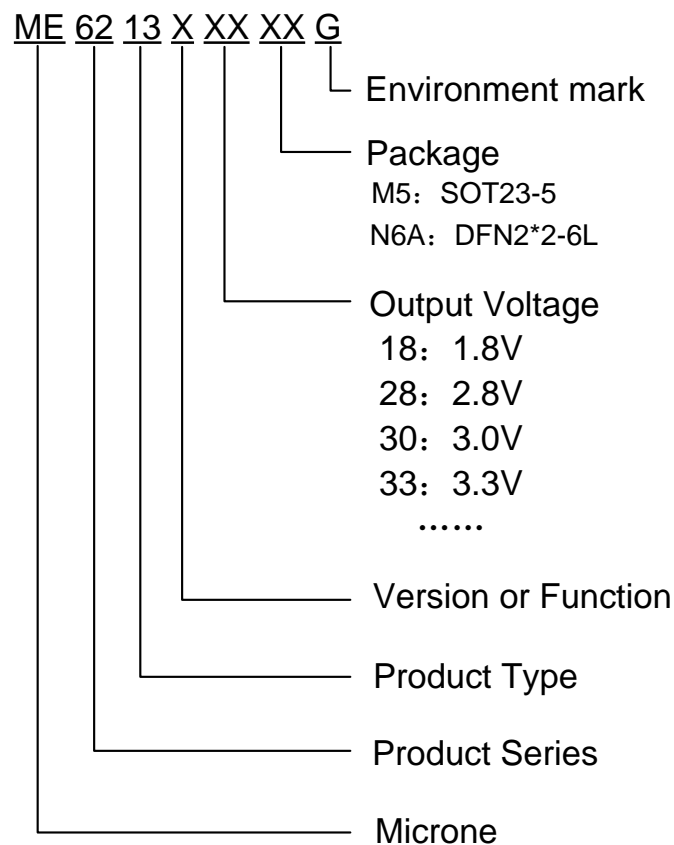 ME 62 13 X XX XX G
Environment mark
Package
M5：SOT23-5
N6A：DFN2*2-6L
Output Voltage
18：1.8V
28：2.8V
30：3.0V
33：3.3V
……
Version or Function
Product Type
Product Series
Microne